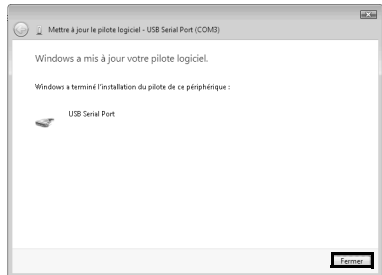 Mettre à jour le pilote logiciel - USB Serial Port (COM3)
Windows a mis à jour votre pilote logiciel.
Windows a terminé l'installation du pilote de ce périphérique :
USB Serial Port
Fermer